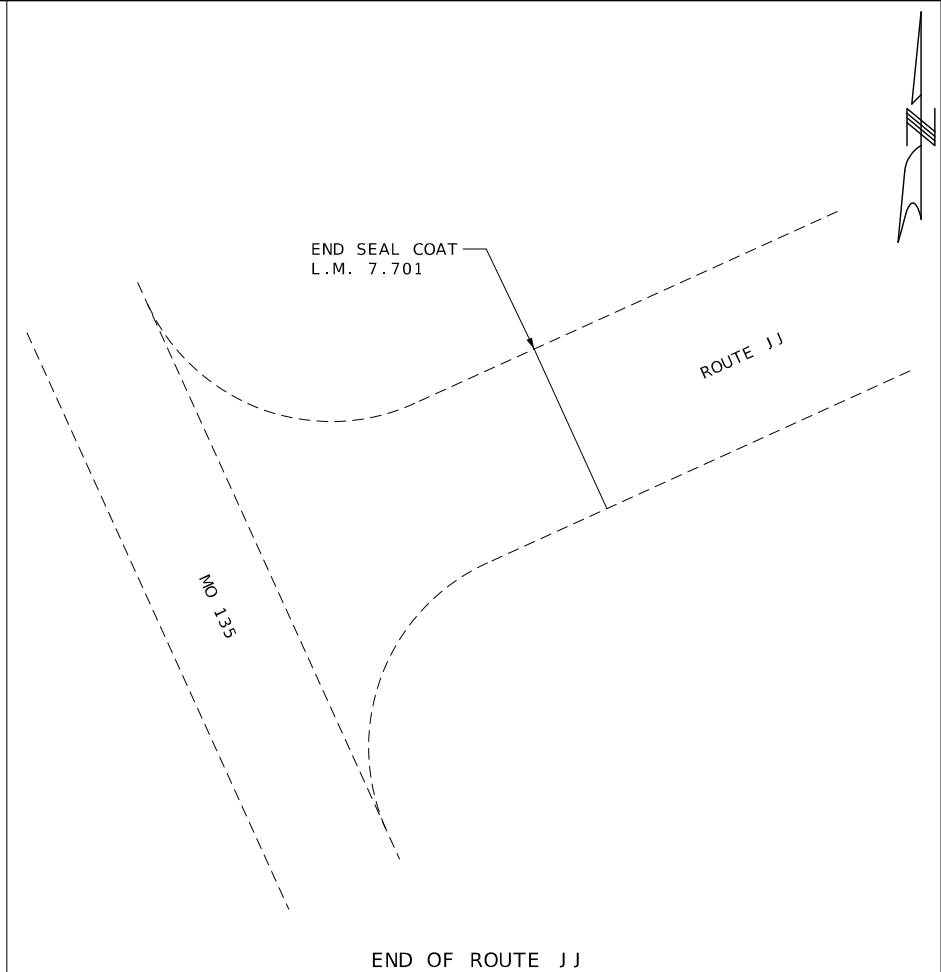 N
END SEAL COAT
L.M. 7.701
ROUTE JJ
MO 135
END OF ROUTE JJ